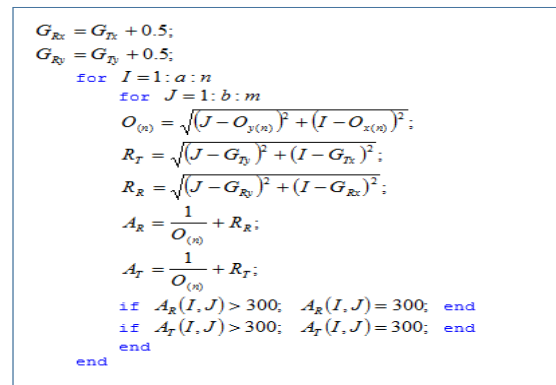 G_{Rx} = G_{Tx} + 0.5;
G_{Ry} = G_{Ty} + 0.5;
for I = 1 : a : n
for J = 1 : b : m
O_{(n)} = \sqrt{(J − O_{y(n)})^2 + (I − O_{x(n)})^2};
R_T = \sqrt{(J − G_{Ty})^2 + (I − G_{Tx})^2};
R_R = \sqrt{(J − G_{Ry})^2 + (I − G_{Rx})^2};
A_R = \frac{1}{O_{(n)}} + R_R;
A_T = \frac{1}{O_{(n)}} + R_T;
if A_R(I,J) > 300; A_R(I,J) = 300; end
if A_T(I,J) > 300; A_T(I,J) = 300; end
end
end